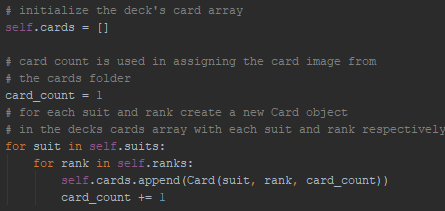 # initialize the deck's card array
self.cards = []
# card count is used in assigning the card image from
# the cards folder
card_count = 1
# for each suit and rank create a new Card object
# in the decks cards array with each suit and rank respectively
for suit in self.suits:
for rank in self.ranks:
self.cards.append(Card(suit, rank, card_count))
card_count += 1